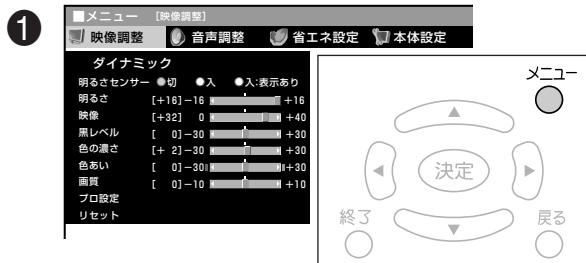 1
■メニュー [映像調整]
映像調整 音声調整 省エネ設定 本体設定
ダイナミック
明るさセンサー ●切 ●入 ●入:表示あり
明るさ [+16] −16 +16
映像 [+32] 0 +40
黒レベル [ 0] −30 +30
色の濃さ [+ 2] −30 +30
色あい [ 0] −30 +30
画質 [ 0] −10 +10
プロ設定
リセット
メニュー
決定
終了
戻る